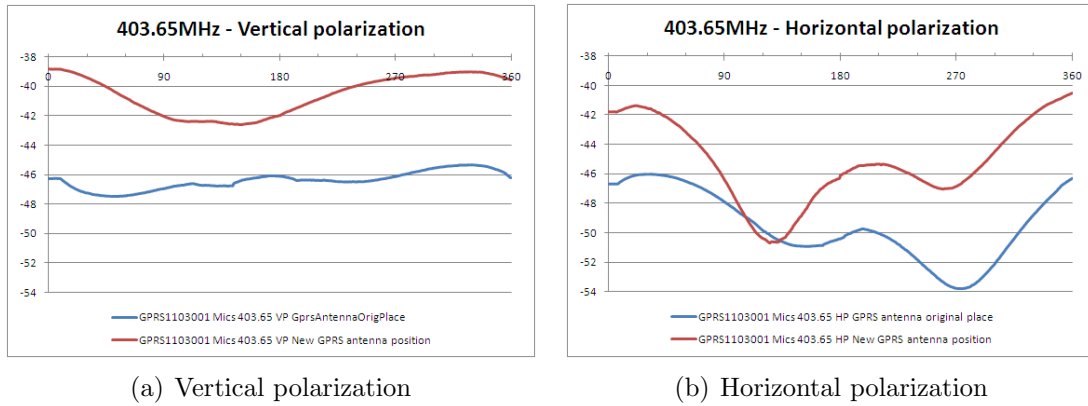 403.65MHz - Vertical polarization
-38
0 90 180 270 360
-40
-42
-44
-46
-48
-50
-52
-54
GPRS1103001 Mics 403.65 VP GprsAntennaOrigPlace
GPRS1103001 Mics 403.65 VP New GPRS antenna position
(a) Vertical polarization
403.65MHz - Horizontal polarization
-38
0 90 180 270 360
-40
-42
-44
-46
-48
-50
-52
-54
GPRS1103001 Mics 403.65 HP GPRS antenna original place
GPRS1103001 Mics 403.65 HP New GPRS antenna position
(b) Horizontal polarization